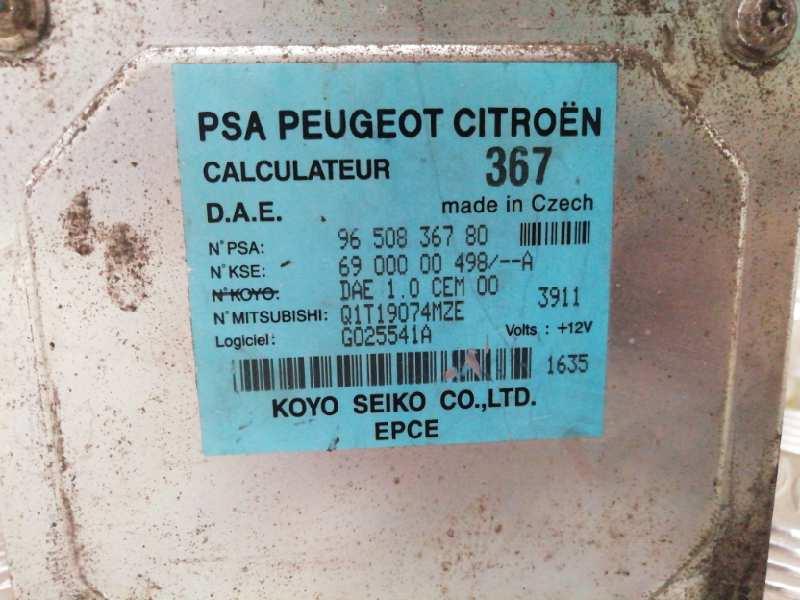 PSA PEUGEOT CITROËN
CALCULATEUR 367
D.A.E. made in Czech
N° PSA: 96 508 367 80
N° KSE: 69 000 00 498/--A
N° KOYO: DAE 1.0 CEM 00 3911
N° MITSUBISHI: Q1T19074MZE
Logiciel: G025541A Volts : +12V
1635
KOYO SEIKO CO.,LTD.
EPCE